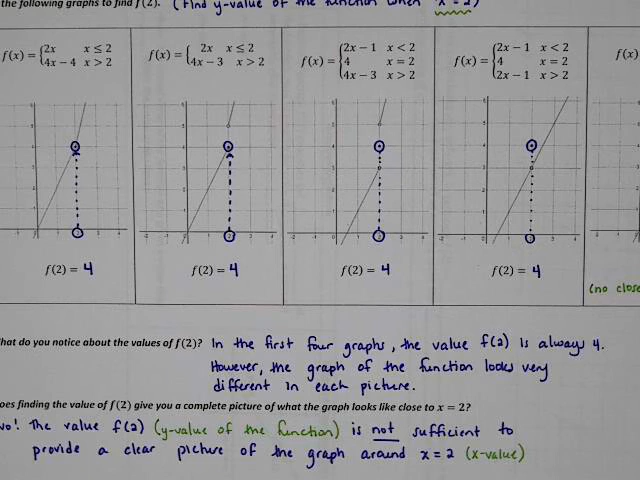 the following graphs to find f(2). (Find y-value of the function when x = 2)
f(x) = {2x x ≤ 2
4x − 4 x > 2
f(x) = { 2x x ≤ 2
4x − 3 x > 2
f(x) = {2x − 1 x < 2
4 x = 2
4x − 3 x > 2
f(x) = {2x − 1 x < 2
4 x = 2
2x − 1 x > 2
f(x)
f(2) = 4
f(2) = 4
f(2) = 4
f(2) = 4
(no close
hat do you notice about the values of f(2)? In the first four graphs, the value f(2) is always 4.
However, the graph of the function looks very
different in each picture.
oes finding the value of f(2) give you a complete picture of what the graph looks like close to x = 2?
No! The value f(2) (y-value of the function) is not sufficient to
provide a clear picture of the graph around x = 2 (x-value)